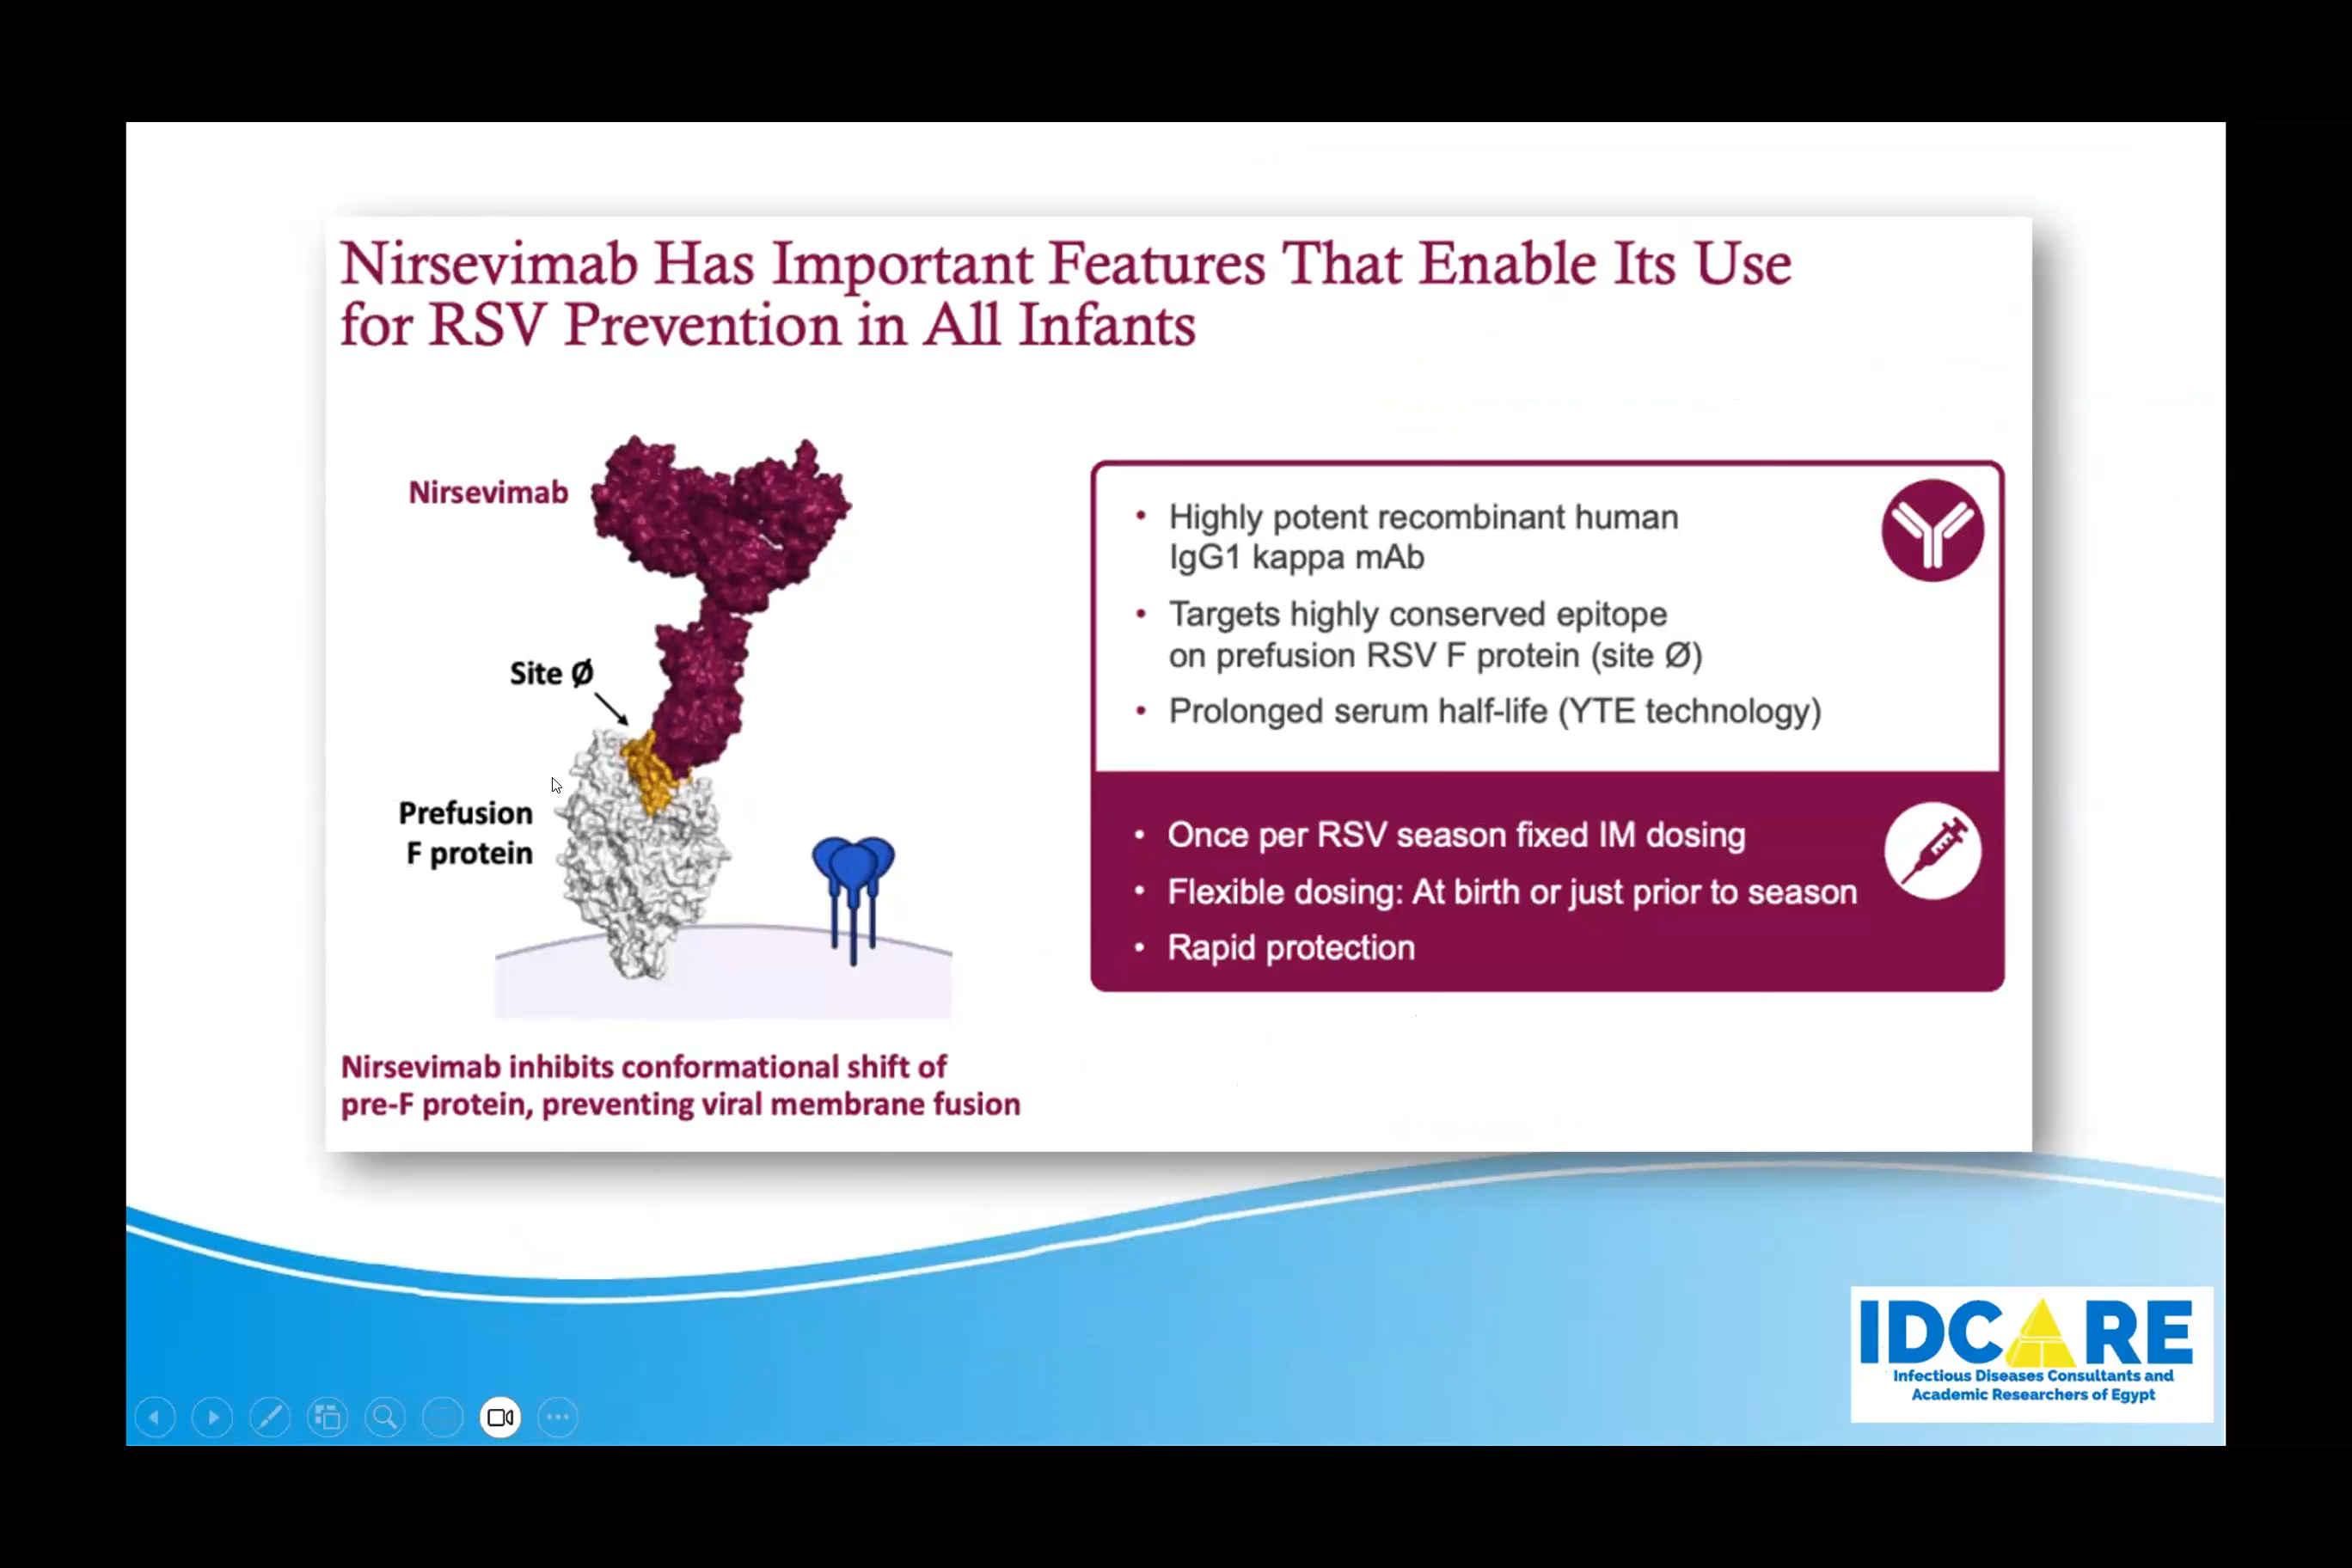 Nirsevimab Has Important Features That Enable Its Use
for RSV Prevention in All Infants
Nirsevimab
Site Ø
Prefusion
F protein
Nirsevimab inhibits conformational shift of
pre-F protein, preventing viral membrane fusion
• Highly potent recombinant human
IgG1 kappa mAb
• Targets highly conserved epitope
on prefusion RSV F protein (site Ø)
• Prolonged serum half-life (YTE technology)
• Once per RSV season fixed IM dosing
• Flexible dosing: At birth or just prior to season
• Rapid protection
IDCARE
Infectious Diseases Consultants and
Academic Researchers of Egypt